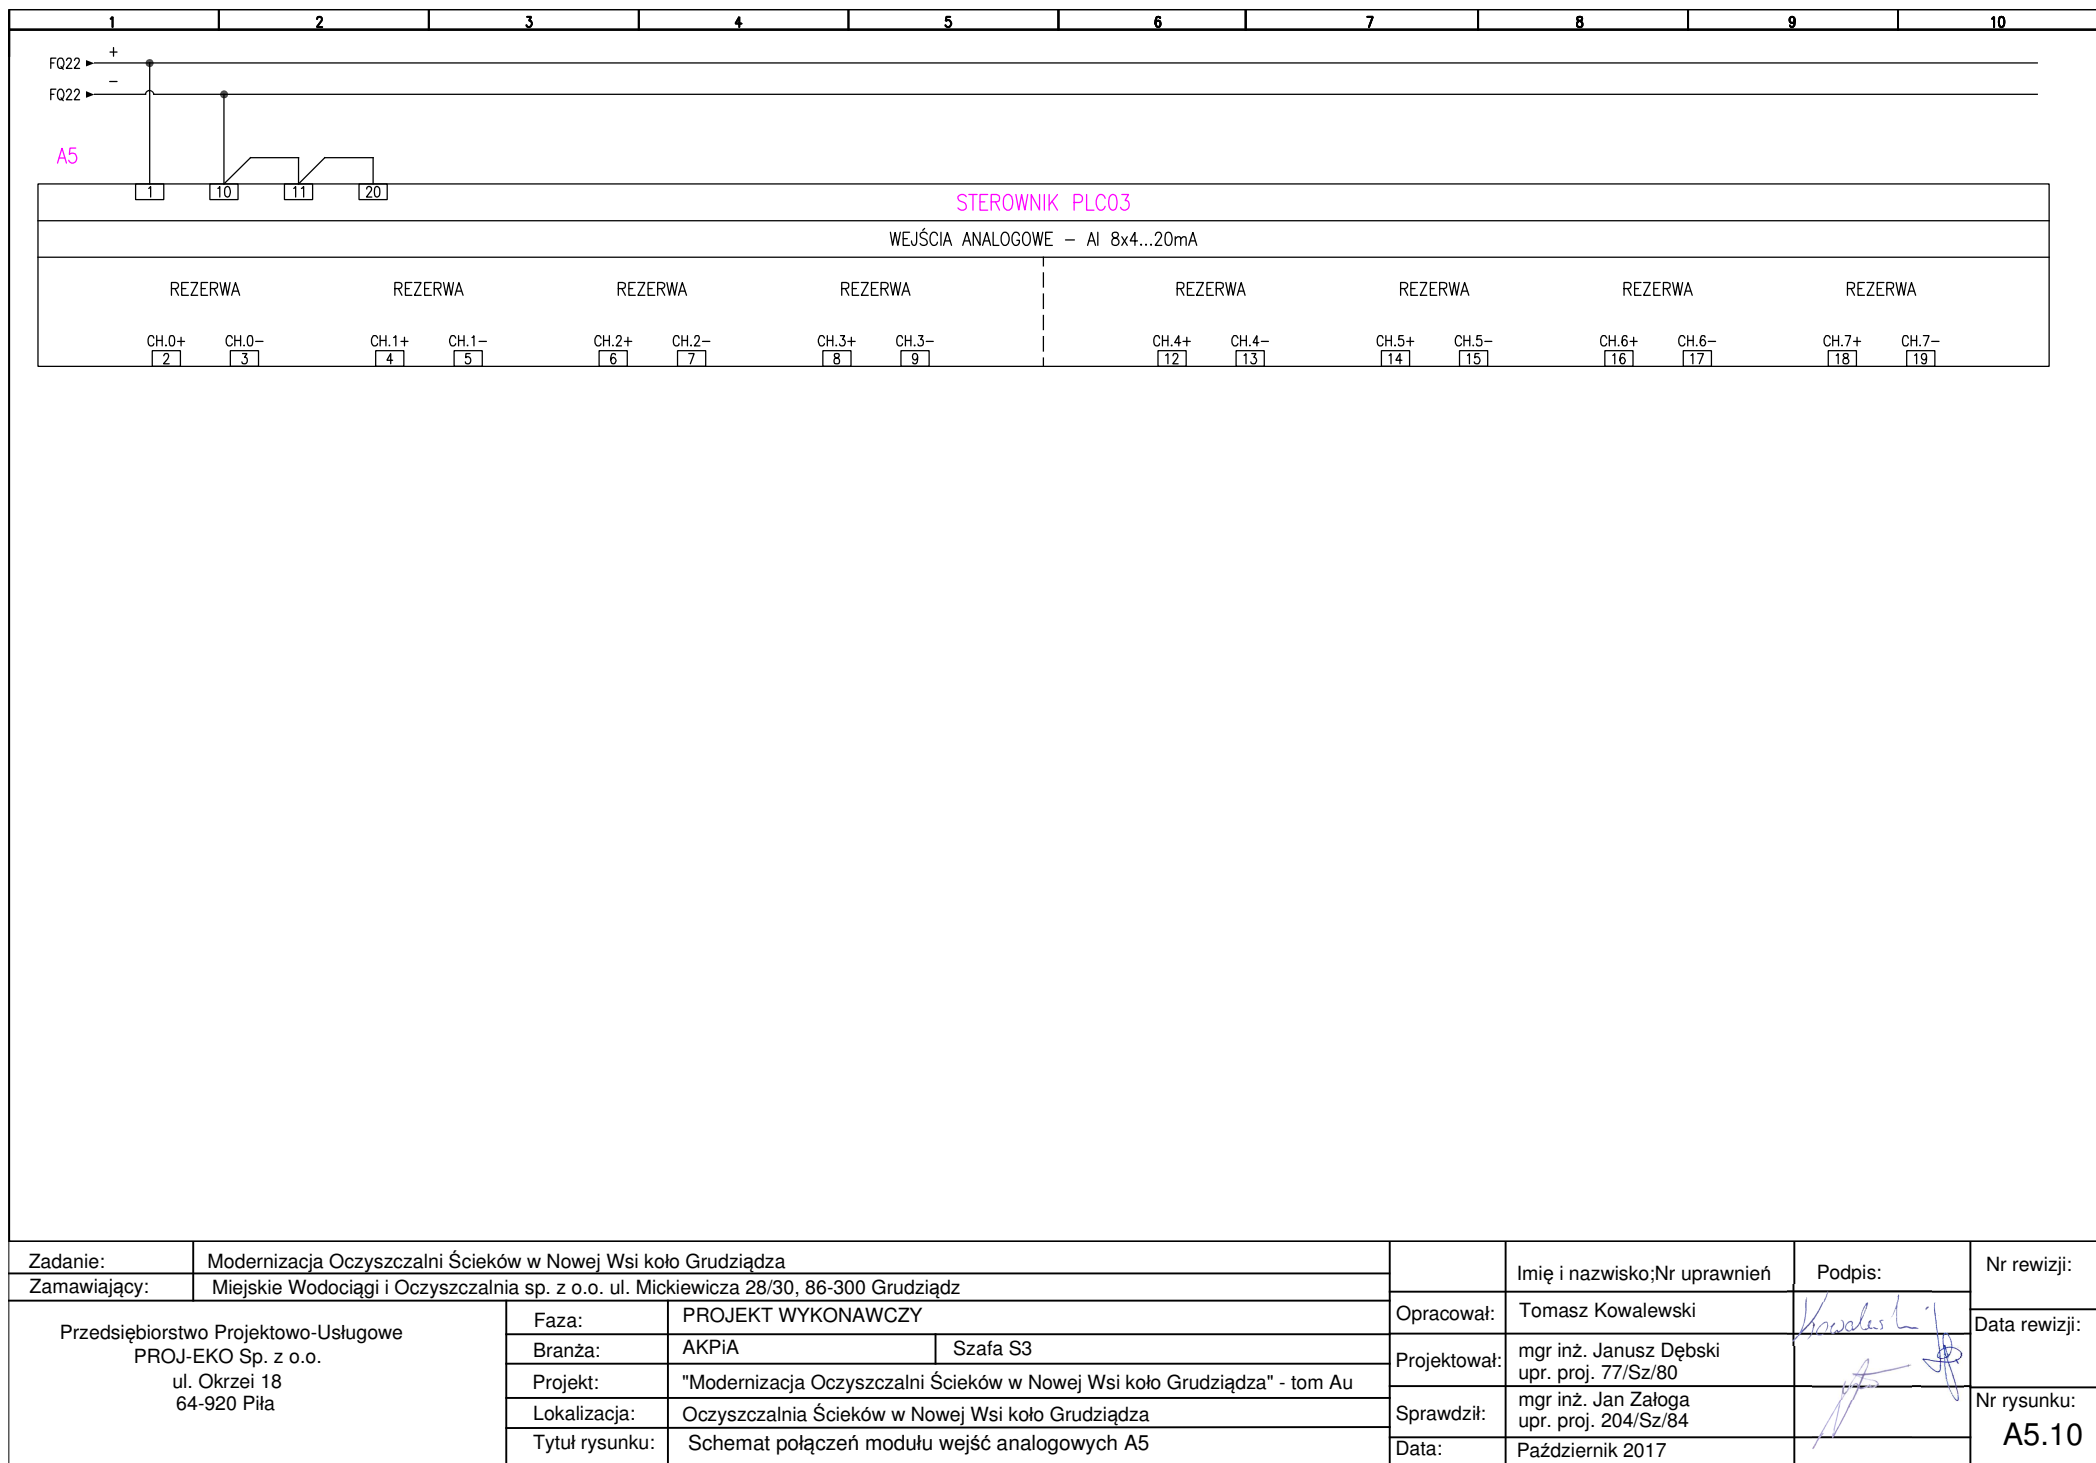 1 2 3 4 5 6 7 8 9 10
+
FQ22
−
FQ22
A5
1 10 11 20
STEROWNIK PLC03
WEJŚCIA ANALOGOWE − AI 8x4...20mA
REZERWA REZERWA REZERWA REZERWA REZERWA REZERWA REZERWA REZERWA
CH.0+ CH.0− CH.1+ CH.1− CH.2+ CH.2− CH.3+ CH.3− CH.4+ CH.4− CH.5+ CH.5− CH.6+ CH.6− CH.7+ CH.7−
2 3 4 5 6 7 8 9 12 13 14 15 16 17 18 19
Zadanie: Modernizacja Oczyszczalni Ścieków w Nowej Wsi koło Grudziądza
Zamawiający: Miejskie Wodociągi i Oczyszczalnia sp. z o.o. ul. Mickiewicza 28/30, 86-300 Grudziądz
Przedsiębiorstwo Projektowo-Usługowe
PROJ-EKO Sp. z o.o.
ul. Okrzei 18
64-920 Piła
Faza: PROJEKT WYKONAWCZY
Branża: AKPiA Szafa S3
Projekt: "Modernizacja Oczyszczalni Ścieków w Nowej Wsi koło Grudziądza" - tom Au
Lokalizacja: Oczyszczalnia Ścieków w Nowej Wsi koło Grudziądza
Tytuł rysunku: Schemat połączeń modułu wejść analogowych A5
Imię i nazwisko;Nr uprawnień Podpis:
Opracował: Tomasz Kowalewski
Projektował: mgr inż. Janusz Dębski
upr. proj. 77/Sz/80
Sprawdził: mgr inż. Jan Załoga
upr. proj. 204/Sz/84
Data: Październik 2017
Nr rewizji:
Data rewizji:
Nr rysunku:
A5.10